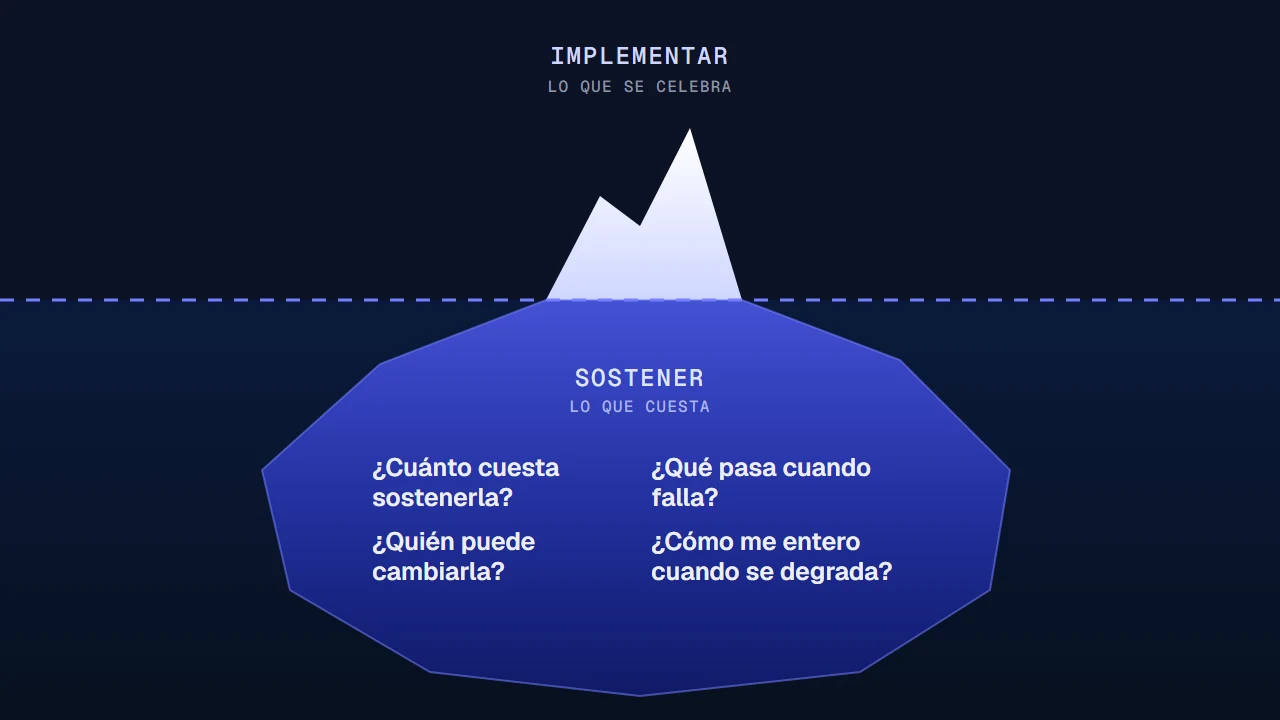 IMPLEMENTAR
LO QUE SE CELEBRA
SOSTENER
LO QUE CUESTA
¿Cuánto cuesta
sostenerla?
¿Qué pasa cuando
falla?
¿Quién puede
cambiarla?
¿Cómo me entero
cuando se degrada?